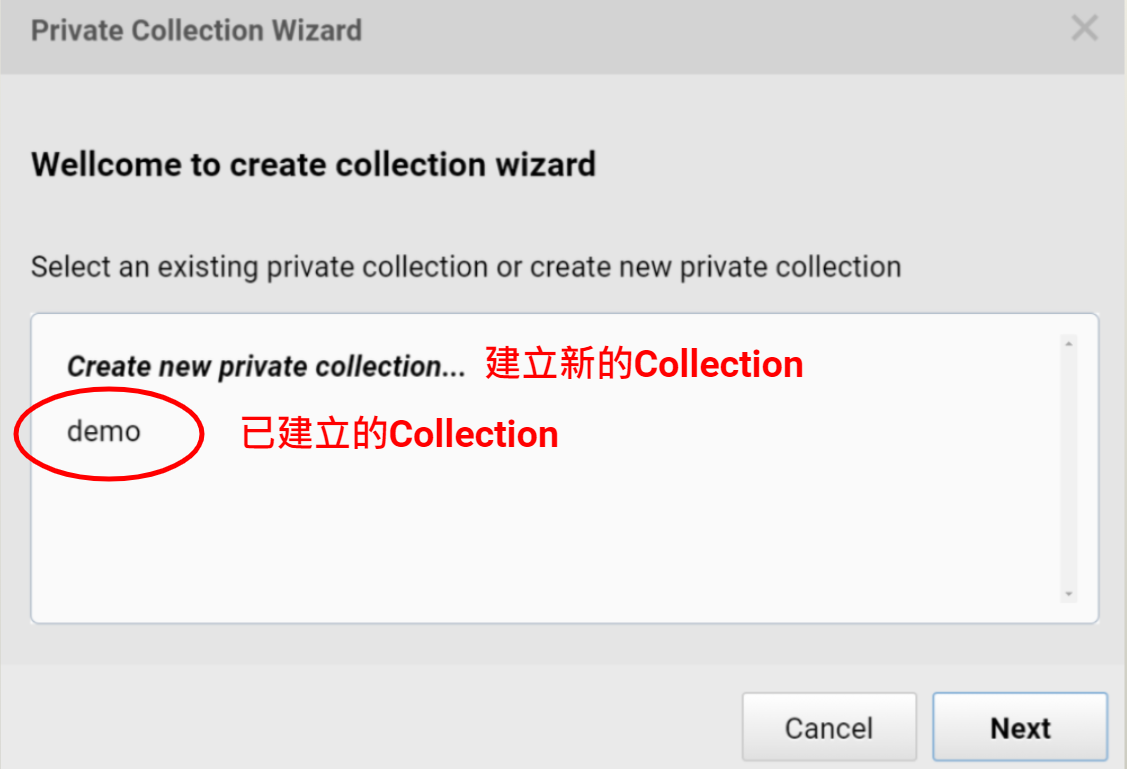 Private Collection Wizard
Wellcome to create collection wizard
Select an existing private collection or create new private collection
Create new private collection... 建立新的Collection
demo 已建立的Collection
Cancel Next